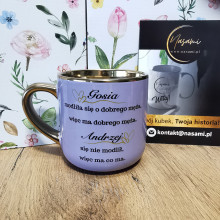 Gosia
modliła się o dobrego męża,
więc ma dobrego męża.
Andrzej
się nie modlił,
więc ma co ma.
Nasami
j kubek, Twoja historia!
kontakt@nasami.pl